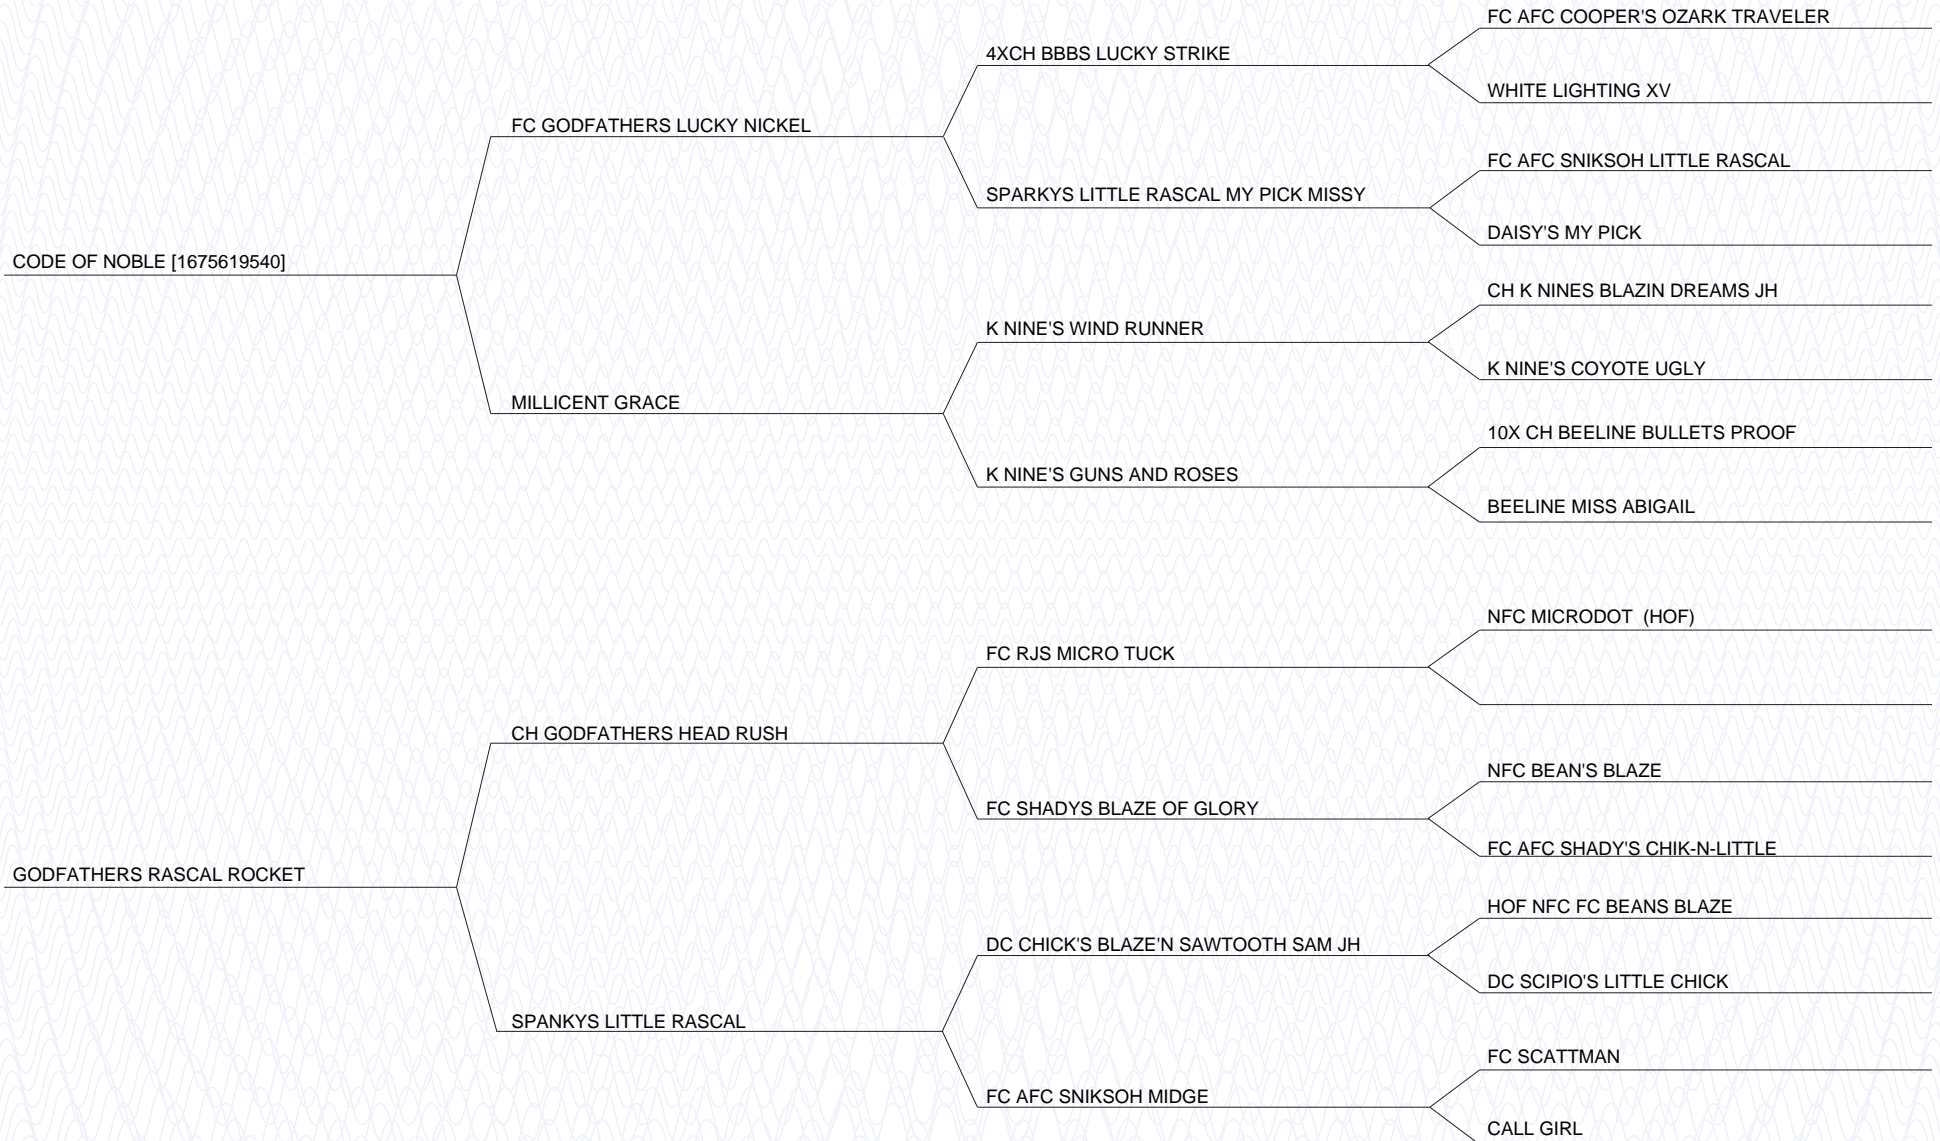 FC AFC COOPER'S OZARK TRAVELER
4XCH BBBS LUCKY STRIKE
WHITE LIGHTING XV
FC GODFATHERS LUCKY NICKEL
FC AFC SNIKSOH LITTLE RASCAL
SPARKYS LITTLE RASCAL MY PICK MISSY
DAISY'S MY PICK
CODE OF NOBLE [1675619540]
CH K NINES BLAZIN DREAMS JH
K NINE'S WIND RUNNER
K NINE'S COYOTE UGLY
MILLICENT GRACE
10X CH BEELINE BULLETS PROOF
K NINE'S GUNS AND ROSES
BEELINE MISS ABIGAIL
NFC MICRODOT (HOF)
FC RJS MICRO TUCK
CH GODFATHERS HEAD RUSH
NFC BEAN'S BLAZE
FC SHADYS BLAZE OF GLORY
FC AFC SHADY'S CHIK-N-LITTLE
GODFATHERS RASCAL ROCKET
HOF NFC FC BEANS BLAZE
DC CHICK'S BLAZE'N SAWTOOTH SAM JH
DC SCIPIO'S LITTLE CHICK
SPANKYS LITTLE RASCAL
FC SCATTMAN
FC AFC SNIKSOH MIDGE
CALL GIRL